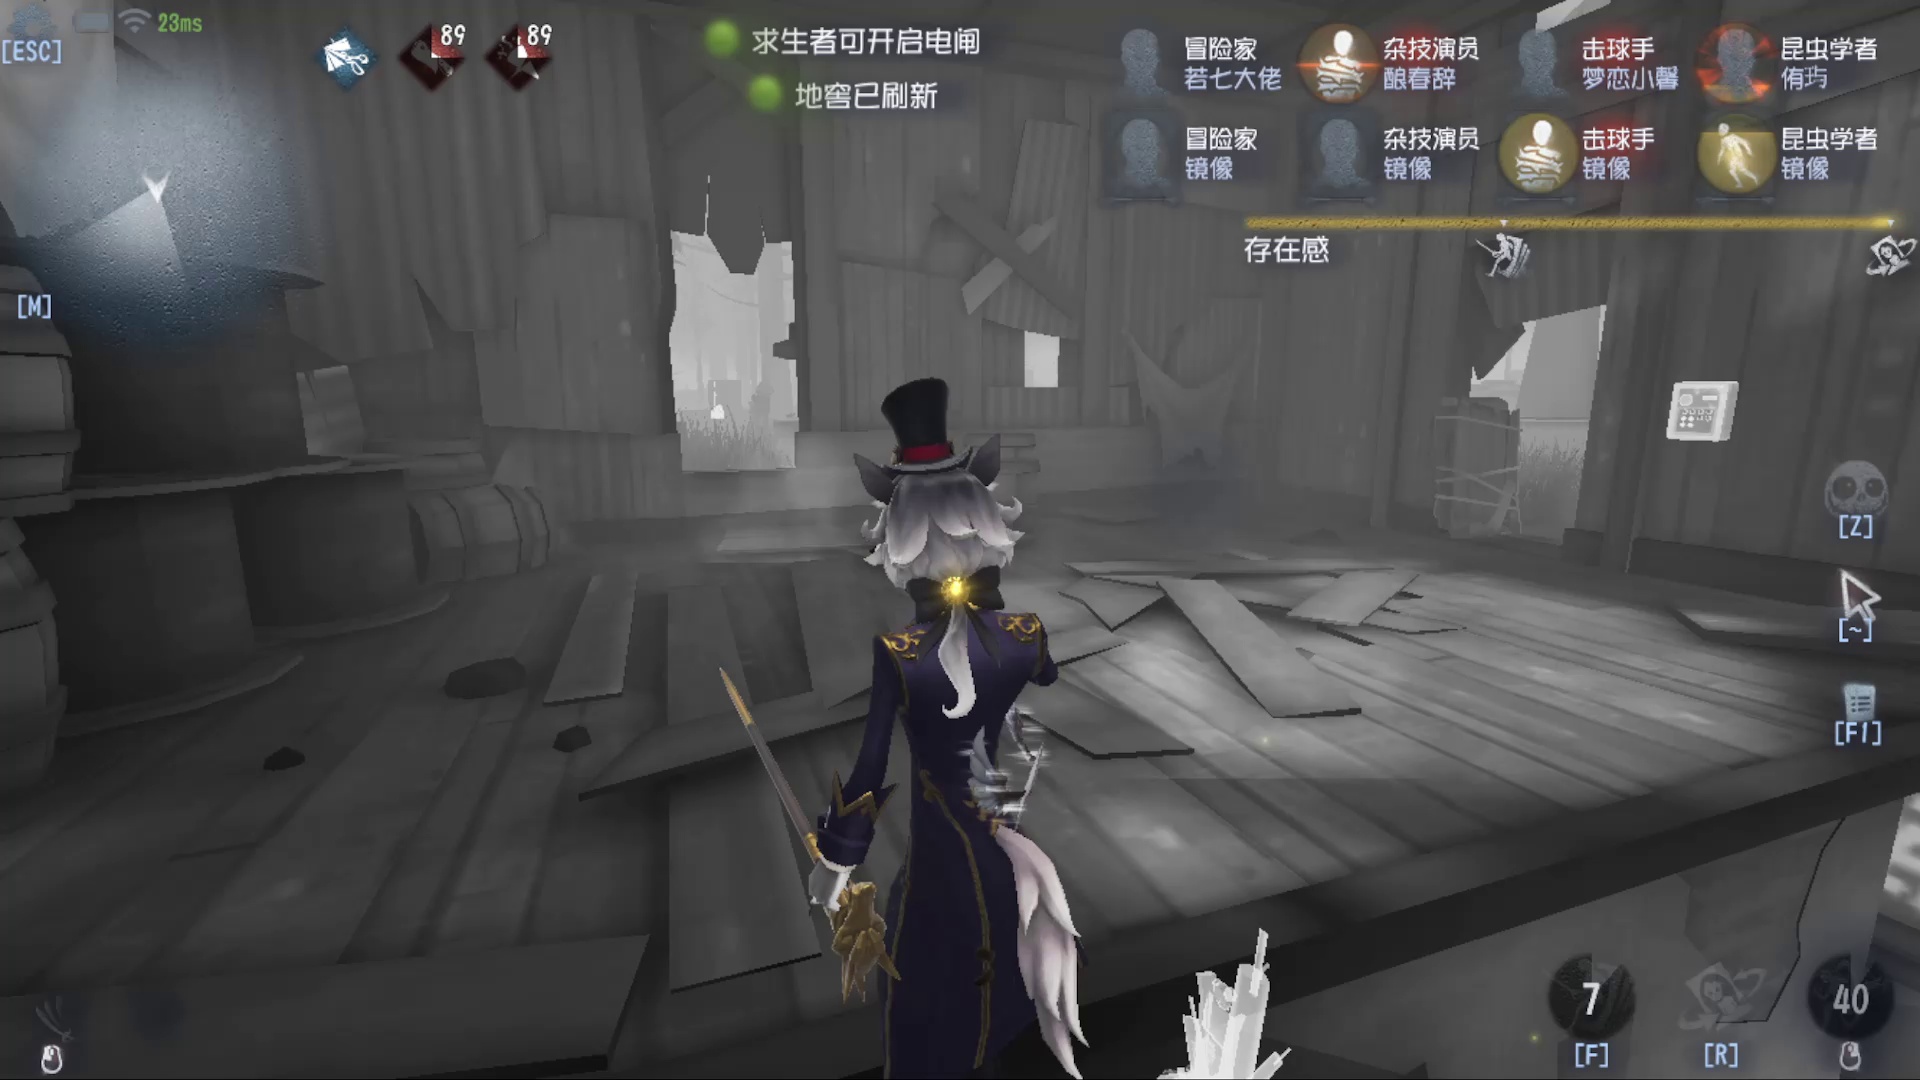 23ms
[ESC]
89
89
求生者可开启电闸
地窖已刷新
冒险家
若七大佬
杂技演员
酿春辞
击球手
梦恋小馨
昆虫学者
侑玙
冒险家
镜像
杂技演员
镜像
击球手
镜像
昆虫学者
镜像
存在感
[M]
[Z]
[~]
[F1]
7
40
[F]
[R]